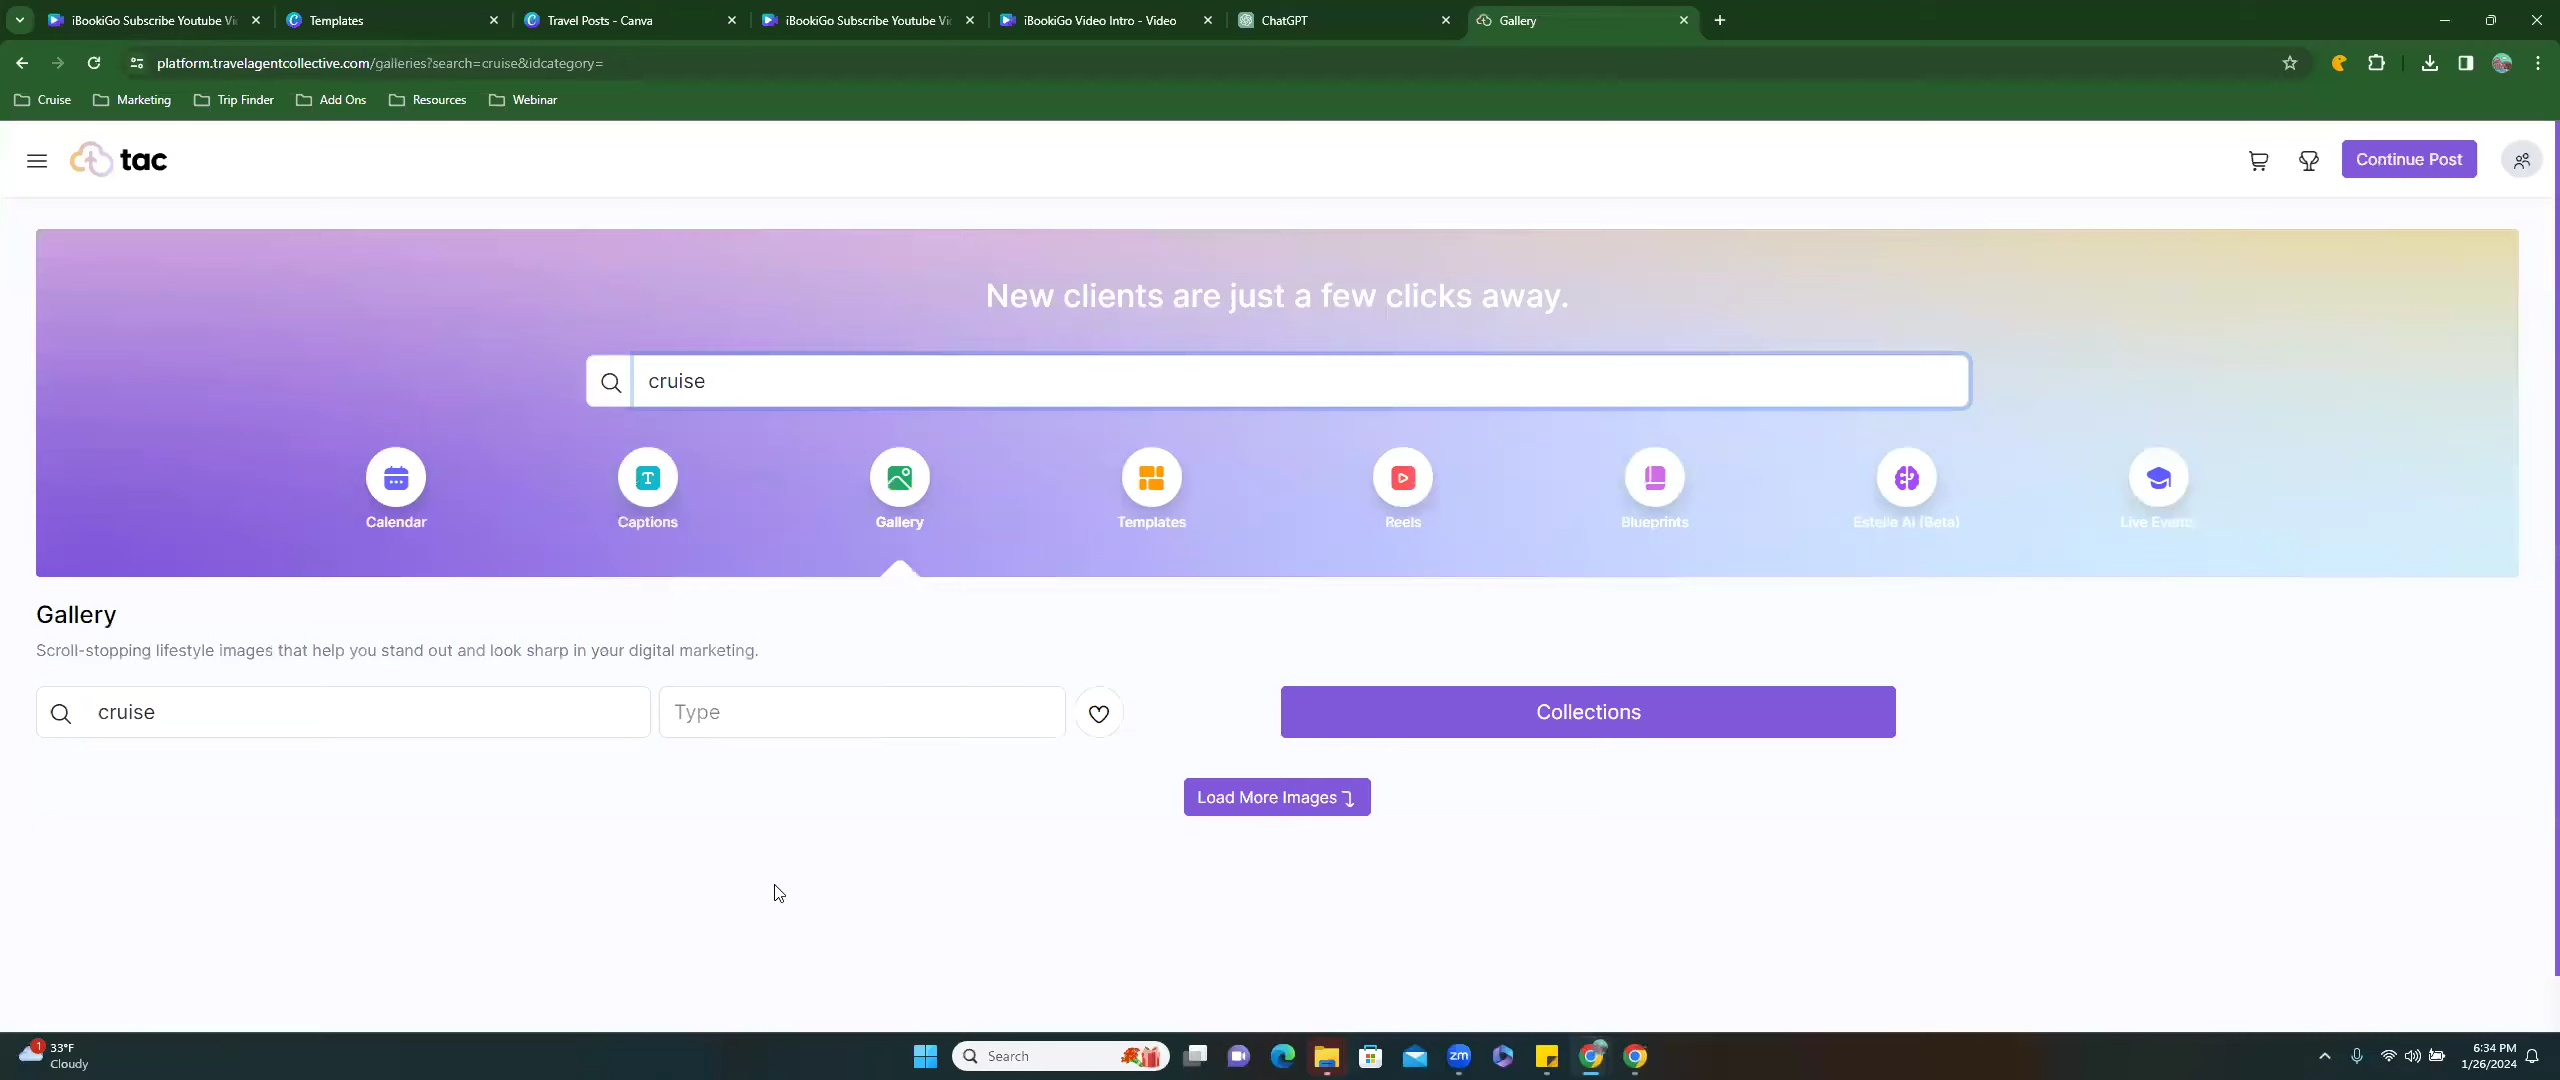 iBookiGo Subscribe Youtube Vi
Templates
Travel Posts - Canva
iBookiGo Subscribe Youtube Vi
iBookiGo Video Intro - Video
ChatGPT
Gallery
platform.travelagentcollective.com/galleries?search=cruise&idcategory=
Cruise
Marketing
Trip Finder
Add Ons
Resources
Webinar
tac
Continue Post
New clients are just a few clicks away.
cruise
Calendar
Captions
Gallery
Templates
Reels
Blueprints
Estelle Ai (Beta)
Live Events
Gallery
Scroll-stopping lifestyle images that help you stand out and look sharp in your digital marketing.
cruise
Type
Collections
Load More Images
1
33°F
Cloudy
Search
zm
6:34 PM
1/26/2024